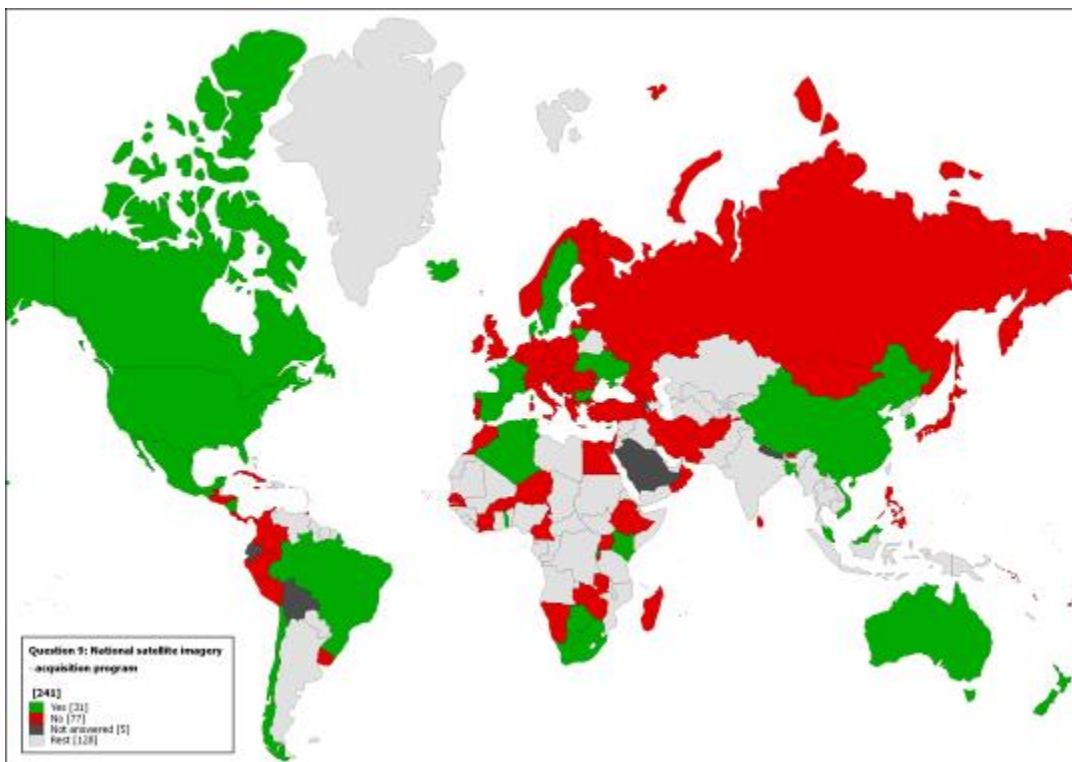 Question 9: National satellite imagery
acquisition program
[241]
Yes [31]
No [77]
Not answered [5]
Rest [128]